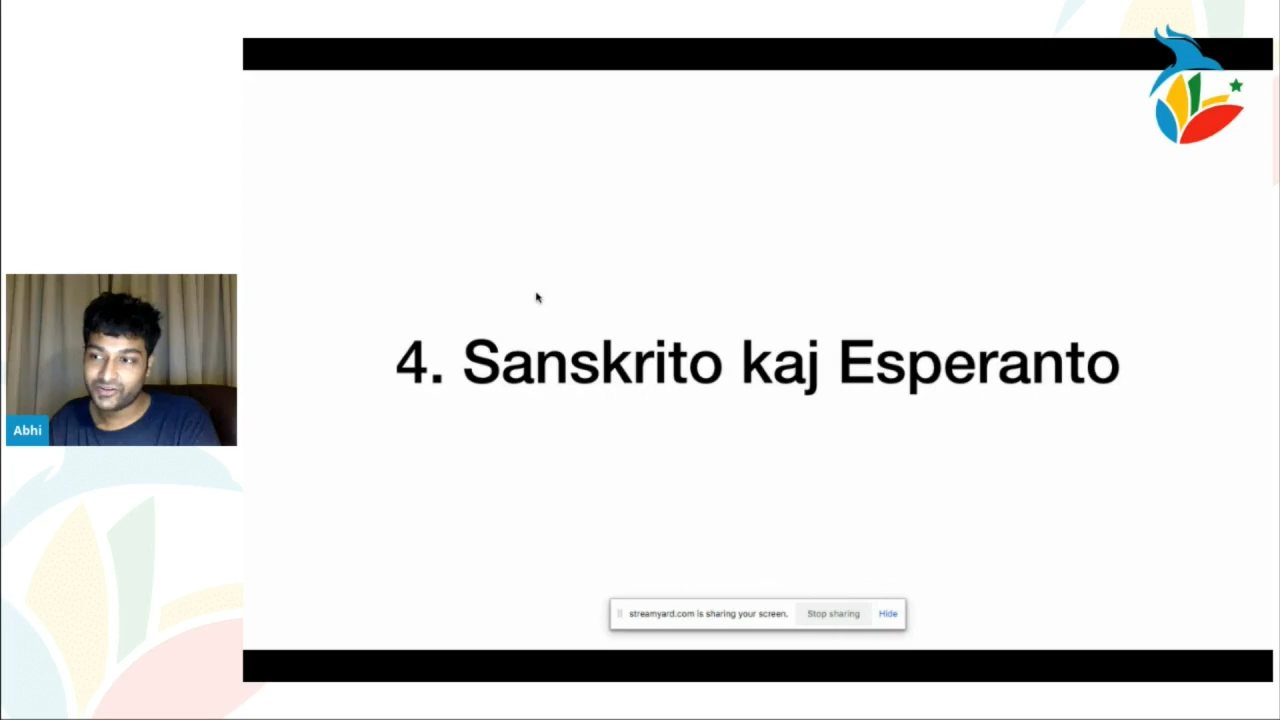 4. Sanskrito kaj Esperanto
Abhi
streamyard.com is sharing your screen. Stop sharing Hide